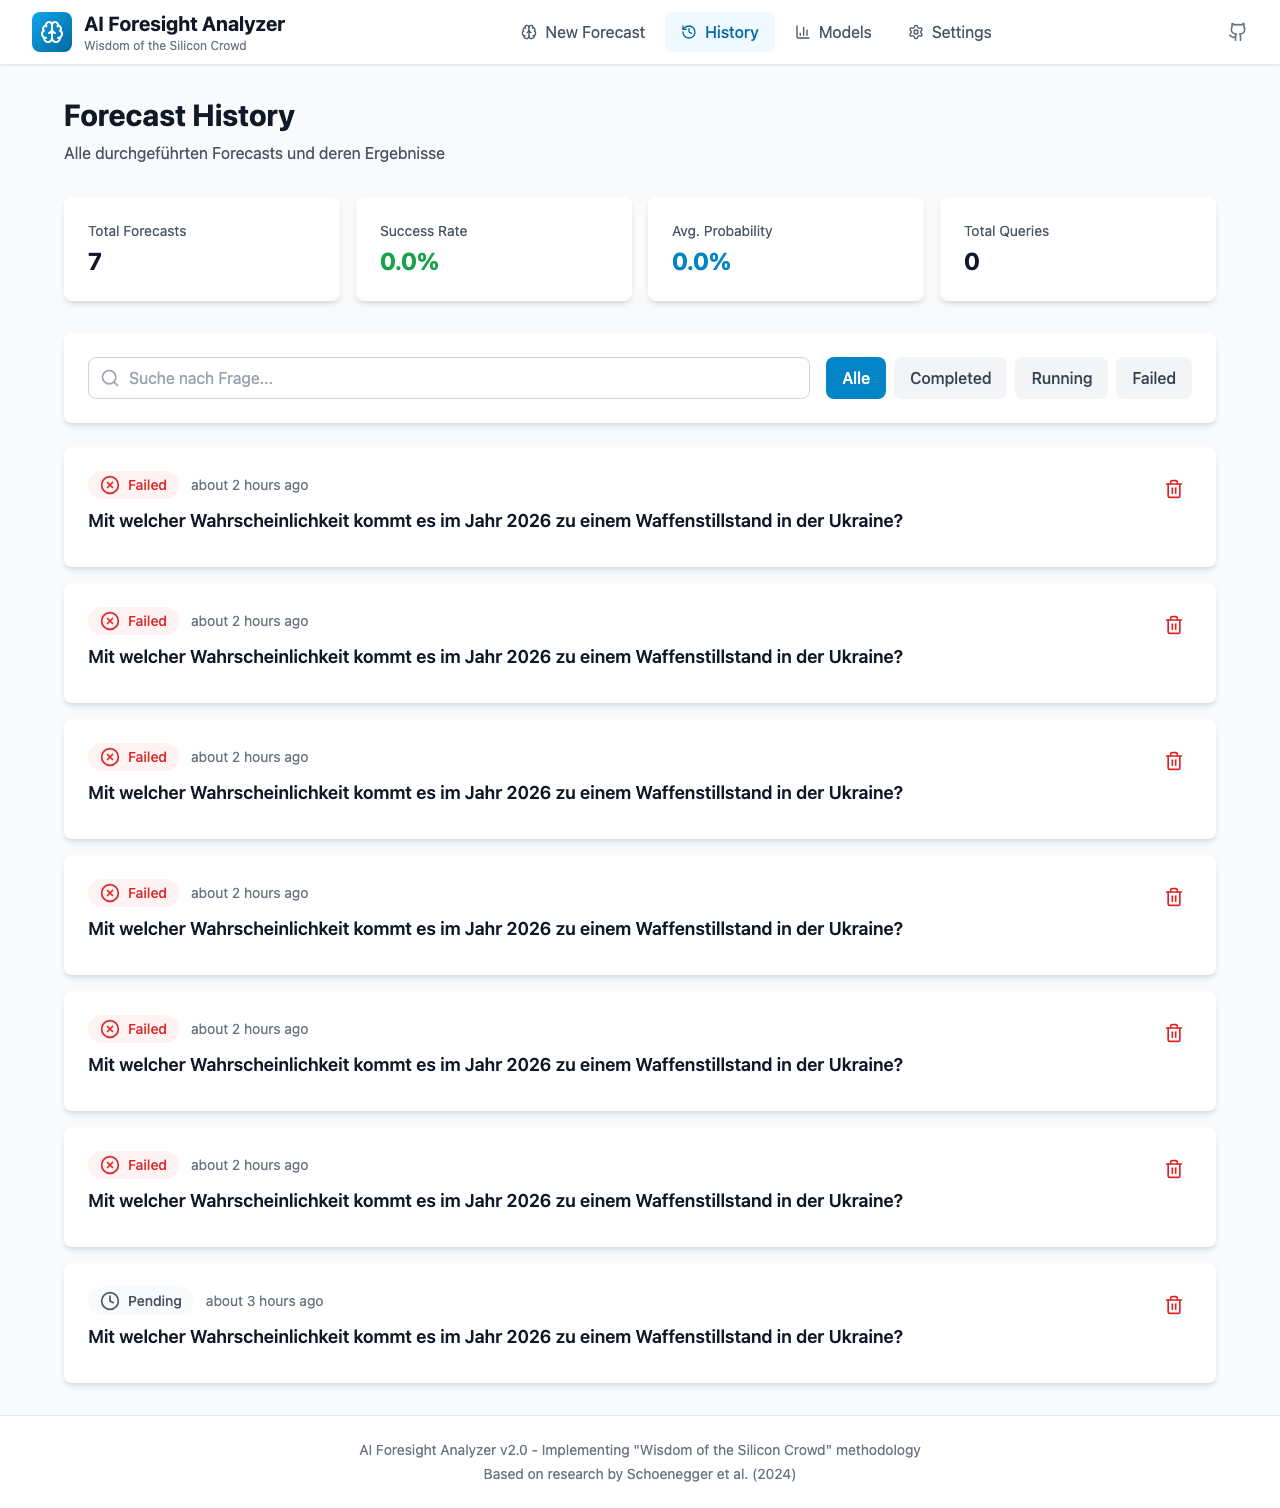 AI Foresight Analyzer
Wisdom of the Silicon Crowd
New Forecast
History
Models
Settings
Forecast History
Alle durchgeführten Forecasts und deren Ergebnisse
Total Forecasts
7
Success Rate
0.0%
Avg. Probability
0.0%
Total Queries
0
Suche nach Frage...
Alle
Completed
Running
Failed
Failed about 2 hours ago
Mit welcher Wahrscheinlichkeit kommt es im Jahr 2026 zu einem Waffenstillstand in der Ukraine?
Failed about 2 hours ago
Mit welcher Wahrscheinlichkeit kommt es im Jahr 2026 zu einem Waffenstillstand in der Ukraine?
Failed about 2 hours ago
Mit welcher Wahrscheinlichkeit kommt es im Jahr 2026 zu einem Waffenstillstand in der Ukraine?
Failed about 2 hours ago
Mit welcher Wahrscheinlichkeit kommt es im Jahr 2026 zu einem Waffenstillstand in der Ukraine?
Failed about 2 hours ago
Mit welcher Wahrscheinlichkeit kommt es im Jahr 2026 zu einem Waffenstillstand in der Ukraine?
Failed about 2 hours ago
Mit welcher Wahrscheinlichkeit kommt es im Jahr 2026 zu einem Waffenstillstand in der Ukraine?
Pending about 3 hours ago
Mit welcher Wahrscheinlichkeit kommt es im Jahr 2026 zu einem Waffenstillstand in der Ukraine?
AI Foresight Analyzer v2.0 - Implementing "Wisdom of the Silicon Crowd" methodology
Based on research by Schoenegger et al. (2024)